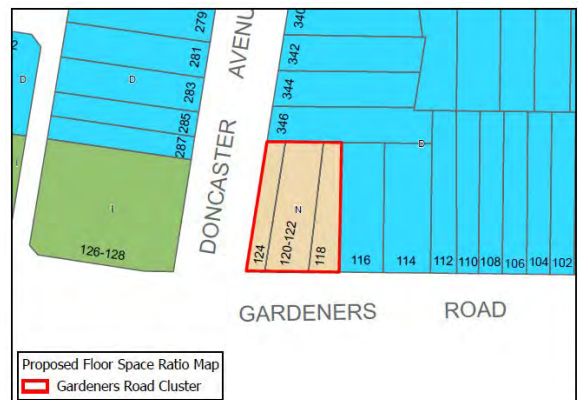 279
340
2
AVENU
281
342
D
D
283
344
285
346
287
D
DONCASTER
I
I
N
126-128
124
120-122
118
116
114
112
110
108
106
104
102
GARDENERS
ROAD
Proposed Floor Space Ratio Map
Gardeners Road Cluster